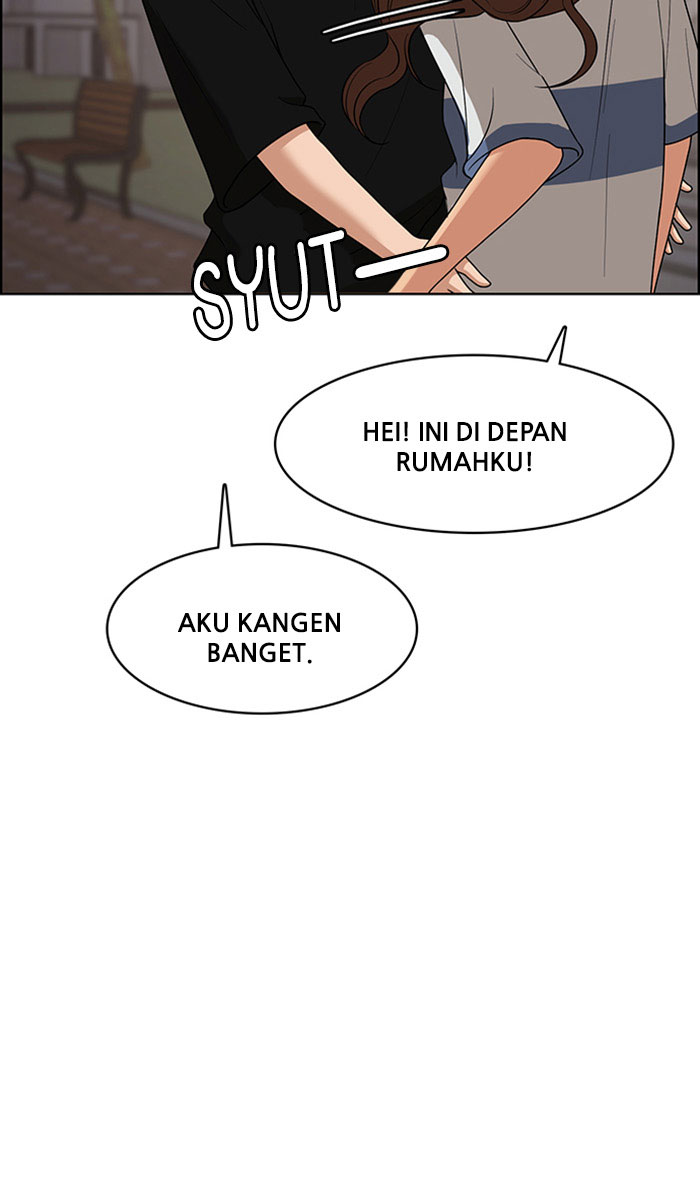 SYUT
HEI! INI DI DEPAN
RUMAHKU!
AKU KANGEN
BANGET.